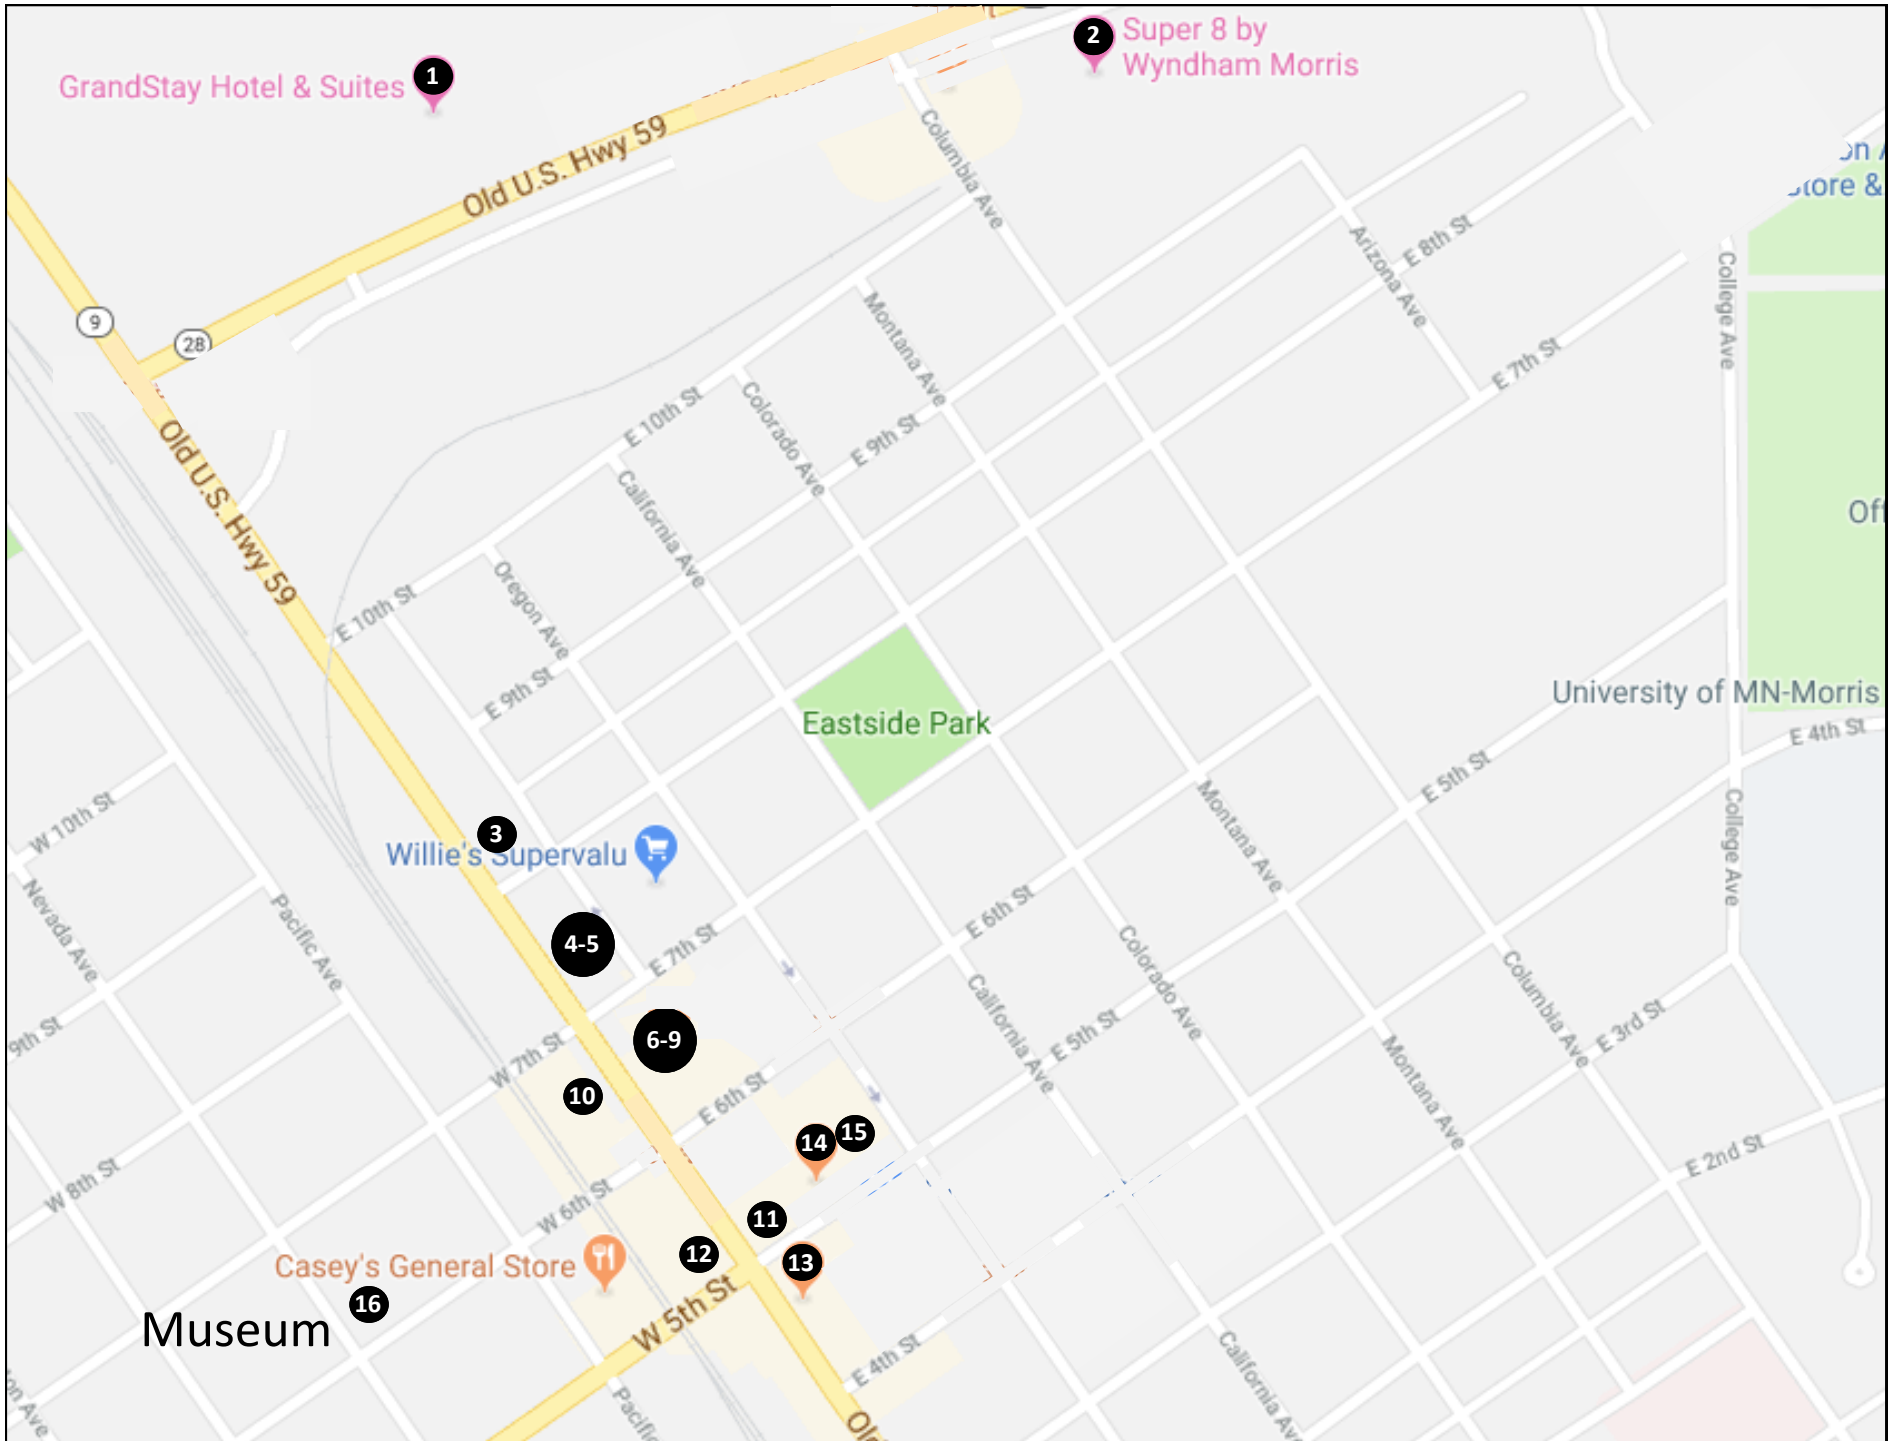 2
Super 8 by
Wyndham Morris
1
GrandStay Hotel & Suites
Old U.S. Hwy 59
Columbia Ave
Store &
Arizona Ave
E 8th St
College Ave
9
28
Montana Ave
E 7th St
Colorado Ave
E 10th St
E 9th St
Old U.S. Hwy 59
California Ave
Oregon Ave
E 10th St
E 9th St
University of MN-Morris
Eastside Park
E 4th St
E 5th St
Montana Ave
College Ave
W 10th St
3
Willie's Supervalu
Nevada Ave
Pacific Ave
4-5
E 7th St
E 6th St
Colorado Ave
Columbia Ave
California Ave
9th St
W 7th St
6-9
E 5th St
E 3rd St
Montana Ave
10
E 6th St
14
15
E 2nd St
W 8th St
W 6th St
11
12
13
Casey's General Store
16
Museum
W 5th St
E 4th St
California Ave